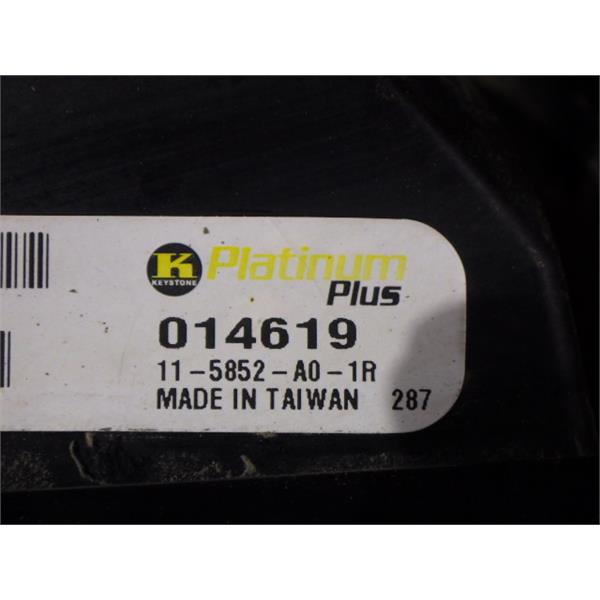 K Platinum
KEYSTONE
Plus
014619
11-5852-A0-1R
MADE IN TAIWAN 287